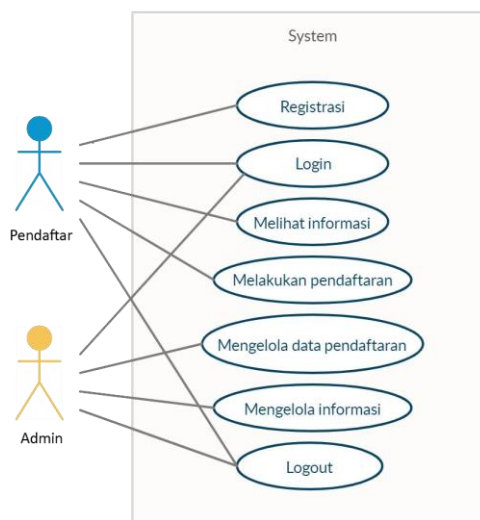 System
Registrasi
Login
Melihat informasi
Pendaftar
Melakukan pendaftaran
Mengelola data pendaftaran
Mengelola informasi
Admin
Logout